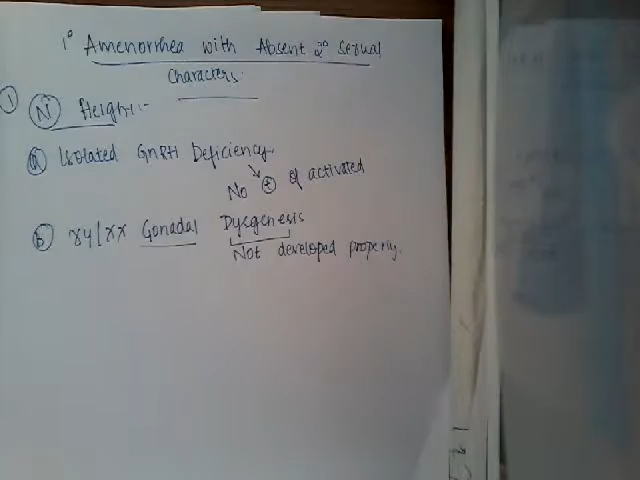 1° Amenorrhea with Absent 2° Sexual
Characters.
① Ⓝ Height:-
ⓐ Isolated GnRH Deficiency
No ⊕ of activated
ⓑ xy/xx Gonadal Dysgenesis
Not developed properly.